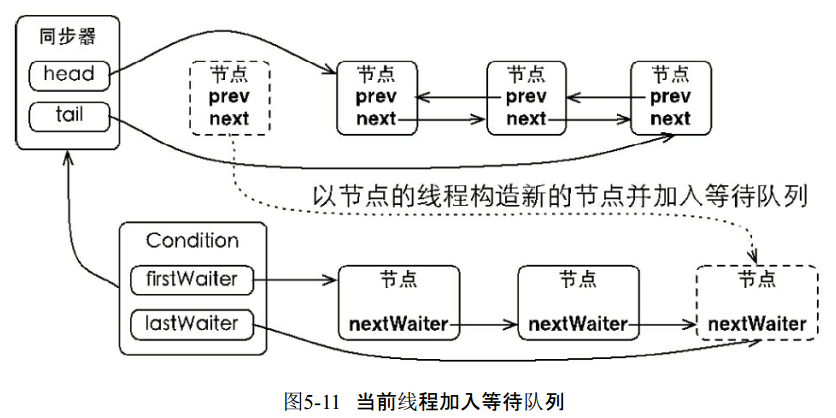 同步器
head
tail
节点
prev
next
节点
prev
next
节点
prev
next
节点
prev
next
以节点的线程构造新的节点并加入等待队列
Condition
firstWaiter
lastWaiter
节点
nextWaiter
节点
nextWaiter
节点
nextWaiter
图5-11 当前线程加入等待队列